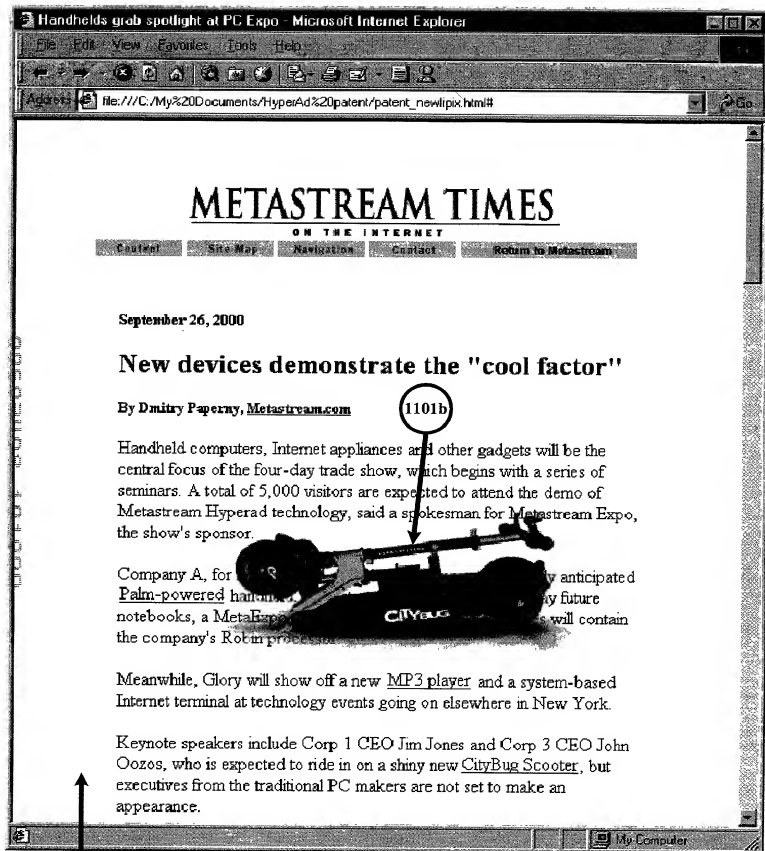 Handhelds grab spotlight at PC Expo - Microsoft Internet Explorer
File Edit View Favorites Tools Help
Address file:///C:/My%20Documents/HyperAd%20patent/patent_newlipix.html# Go
METASTREAM TIMES
ON THE INTERNET
Content Site Map Navigation Contact Return to Metastream
September 26, 2000
New devices demonstrate the "cool factor"
By Dmitry Paperny, Metastream.com
1101b
Handheld computers, Internet appliances and other gadgets will be the
central focus of the four-day trade show, which begins with a series of
seminars. A total of 5,000 visitors are expected to attend the demo of
Metastream Hyperad technology, said a spokesman for Metastream Expo,
the show's sponsor.
Company A, for anticipated
Palm-powered future
notebooks, a will contain
the company's Robin
CITYBUG
Meanwhile, Glory will show off a new MP3 player and a system-based
Internet terminal at technology events going on elsewhere in New York.
Keynote speakers include Corp 1 CEO Jim Jones and Corp 3 CEO John
Oozos, who is expected to ride in on a shiny new CityBug Scooter, but
executives from the traditional PC makers are not set to make an
appearance.
My Computer